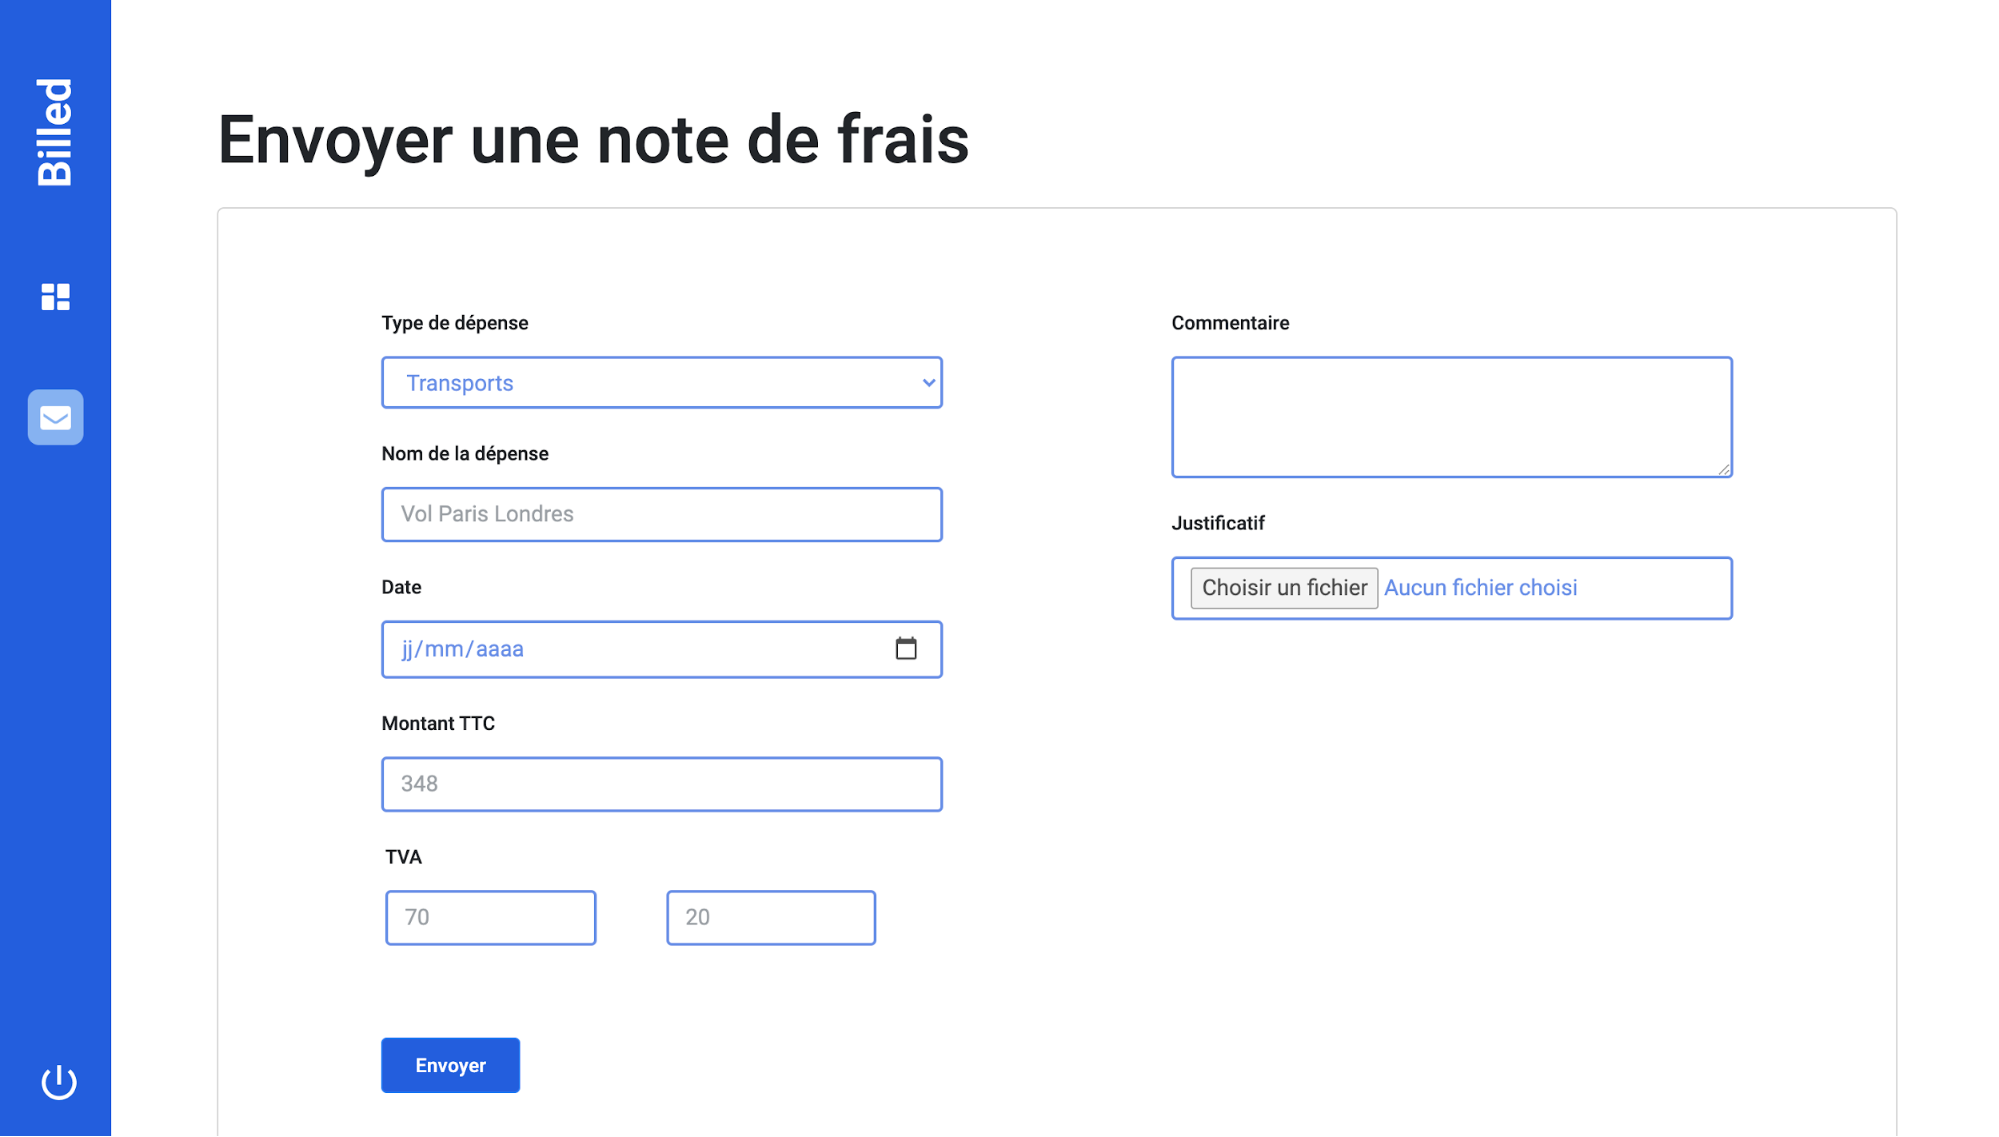 Billed
Envoyer une note de frais
Type de dépense
Transports
Nom de la dépense
Vol Paris Londres
Date
jj/mm/aaaa
Montant TTC
348
TVA
70
20
Envoyer
Commentaire
Justificatif
Choisir un fichier Aucun fichier choisi